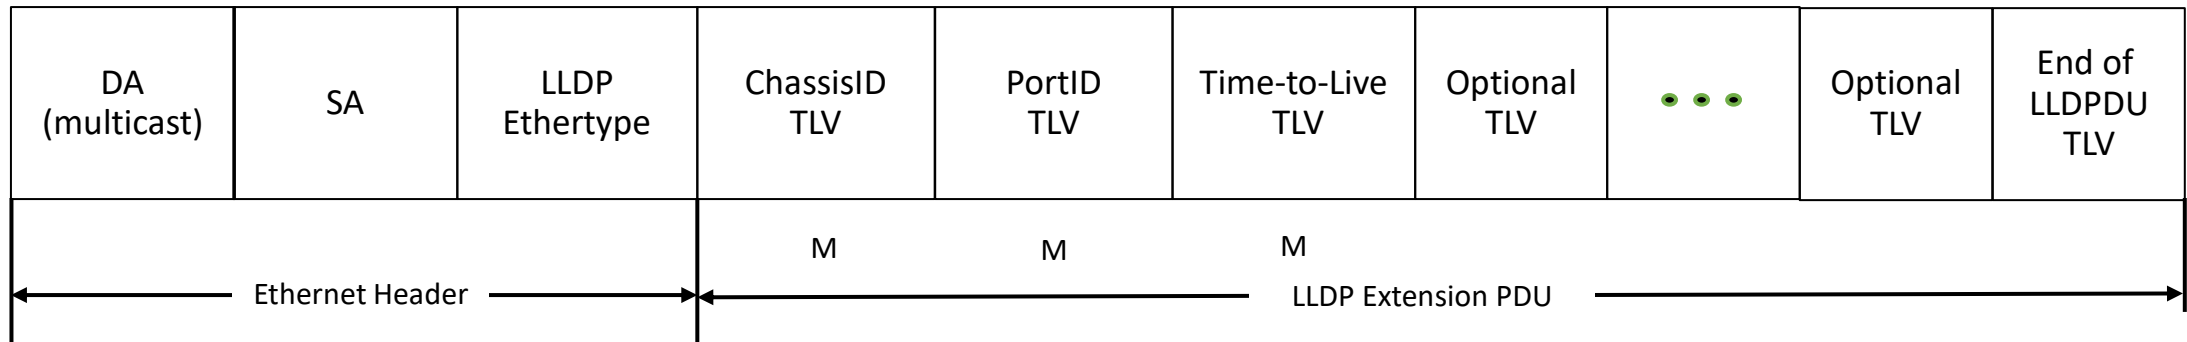 DA
(multicast)
SA
LLDP
Ethertype
ChassisID
TLV
PortID
TLV
Time-to-Live
TLV
Optional
TLV
Optional
TLV
End of
LLDPDU
TLV
M
M
M
Ethernet Header
LLDP Extension PDU